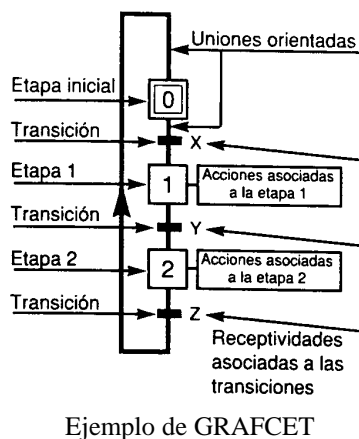 Uniones orientadas
Etapa inicial
0
Transición
X
Etapa 1
1
Acciones asociadas
a la etapa 1
Transición
Y
Etapa 2
2
Acciones asociadas
a la etapa 2
Transición
Z
Receptividades
asociadas a las
transiciones
Ejemplo de GRAFCET